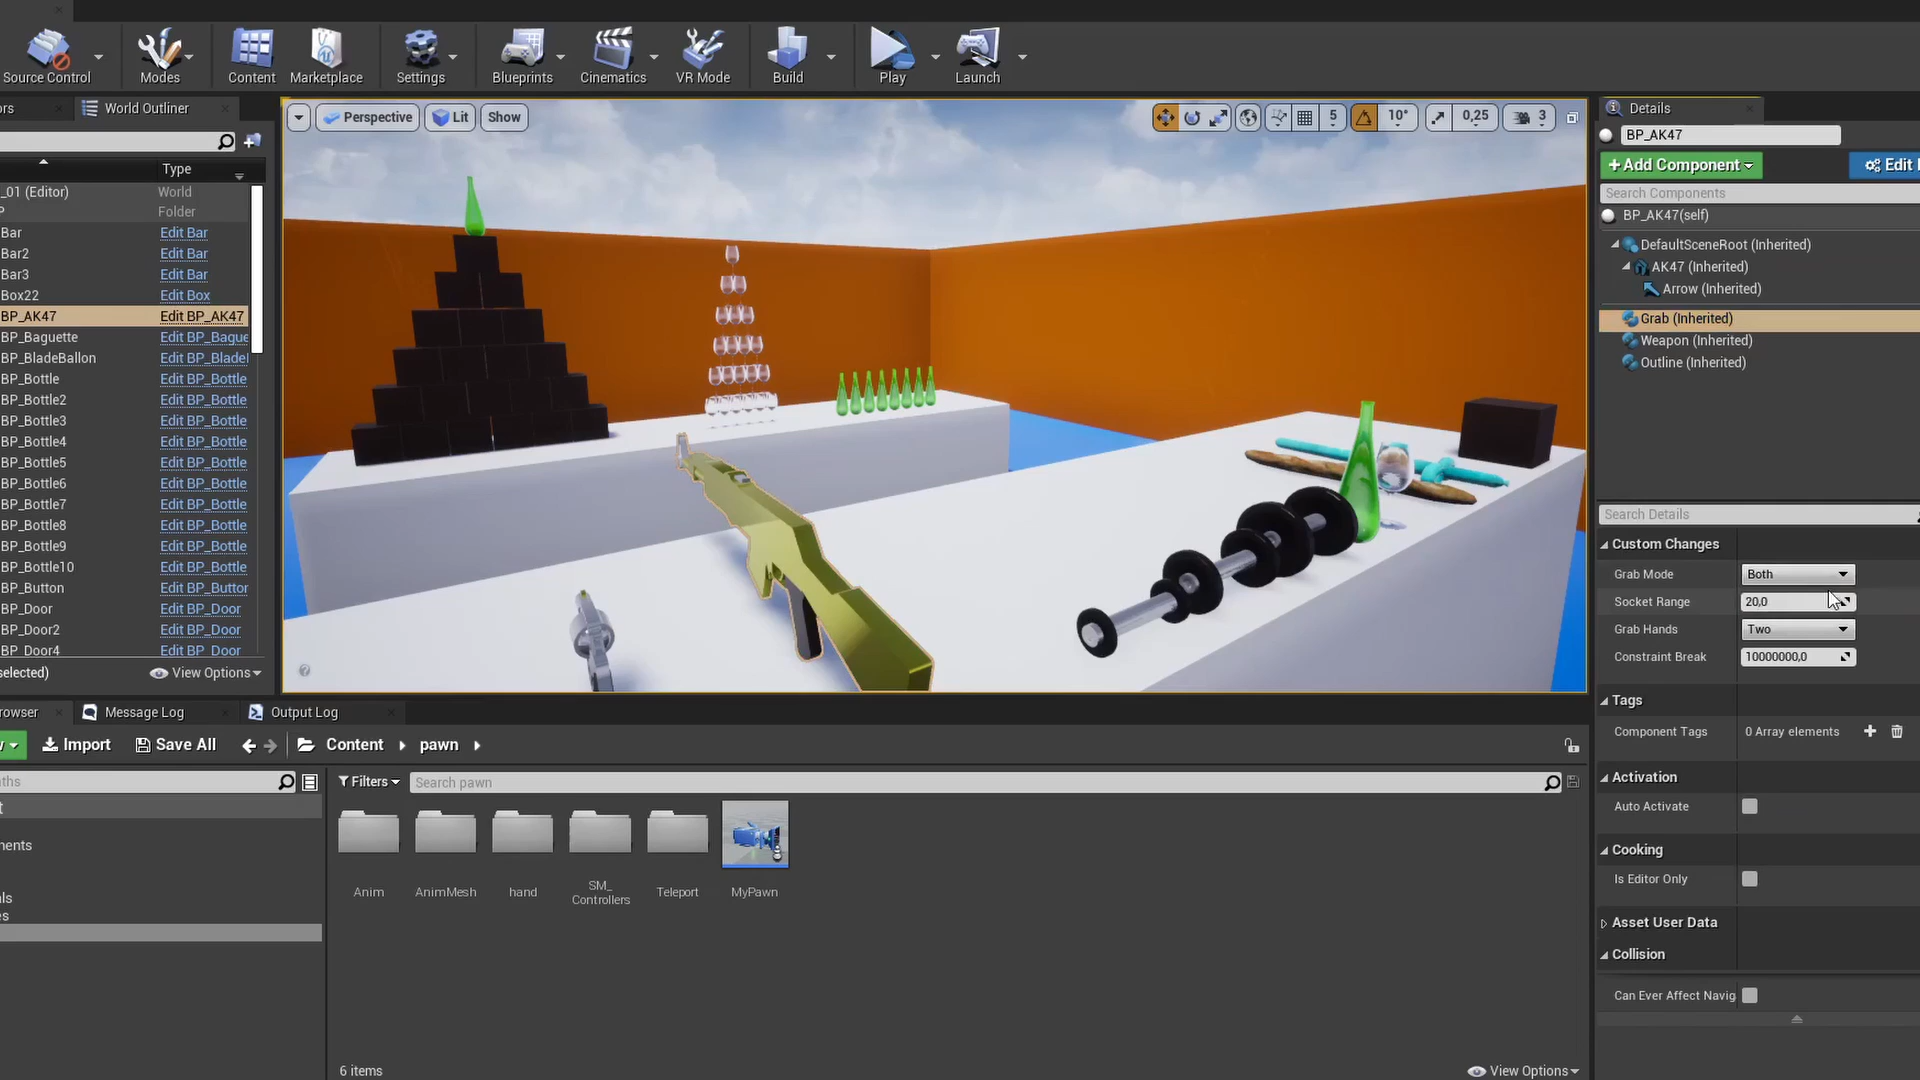 Source Control
Modes
Content
Marketplace
Settings
Blueprints
Cinematics
VR Mode
Build
Play
Launch
ors
World Outliner
Type
_01 (Editor) World
Folder
Bar Edit Bar
Bar2 Edit Bar
Bar3 Edit Bar
Box22 Edit Box
BP_AK47 Edit BP_AK47
BP_Baguette Edit BP_Bague
BP_BladeBallon Edit BP_Bladel
BP_Bottle Edit BP_Bottle
BP_Bottle2 Edit BP_Bottle
BP_Bottle3 Edit BP_Bottle
BP_Bottle4 Edit BP_Bottle
BP_Bottle5 Edit BP_Bottle
BP_Bottle6 Edit BP_Bottle
BP_Bottle7 Edit BP_Bottle
BP_Bottle8 Edit BP_Bottle
BP_Bottle9 Edit BP_Bottle
BP_Bottle10 Edit BP_Bottle
BP_Button Edit BP_Button
BP_Door Edit BP_Door
BP_Door2 Edit BP_Door
BP_Door4 Edit BP_Door
selected) View Options
Perspective
Lit
Show
5
10°
0,25
3
Details
BP_AK47
+ Add Component
Edit
Search Components
BP_AK47(self)
DefaultSceneRoot (Inherited)
AK47 (Inherited)
Arrow (Inherited)
Grab (Inherited)
Weapon (Inherited)
Outline (Inherited)
Search Details
Custom Changes
Grab Mode Both
Socket Range 20,0
Grab Hands Two
Constraint Break 10000000,0
Tags
Component Tags 0 Array elements
Activation
Auto Activate
Cooking
Is Editor Only
Asset User Data
Collision
Can Ever Affect Navig
rowser
Message Log
Output Log
Import
Save All
Content
pawn
ths
Filters
Search pawn
t
nents
ls
es
Anim
AnimMesh
hand
SM_
Controllers
Teleport
MyPawn
6 items
View Options